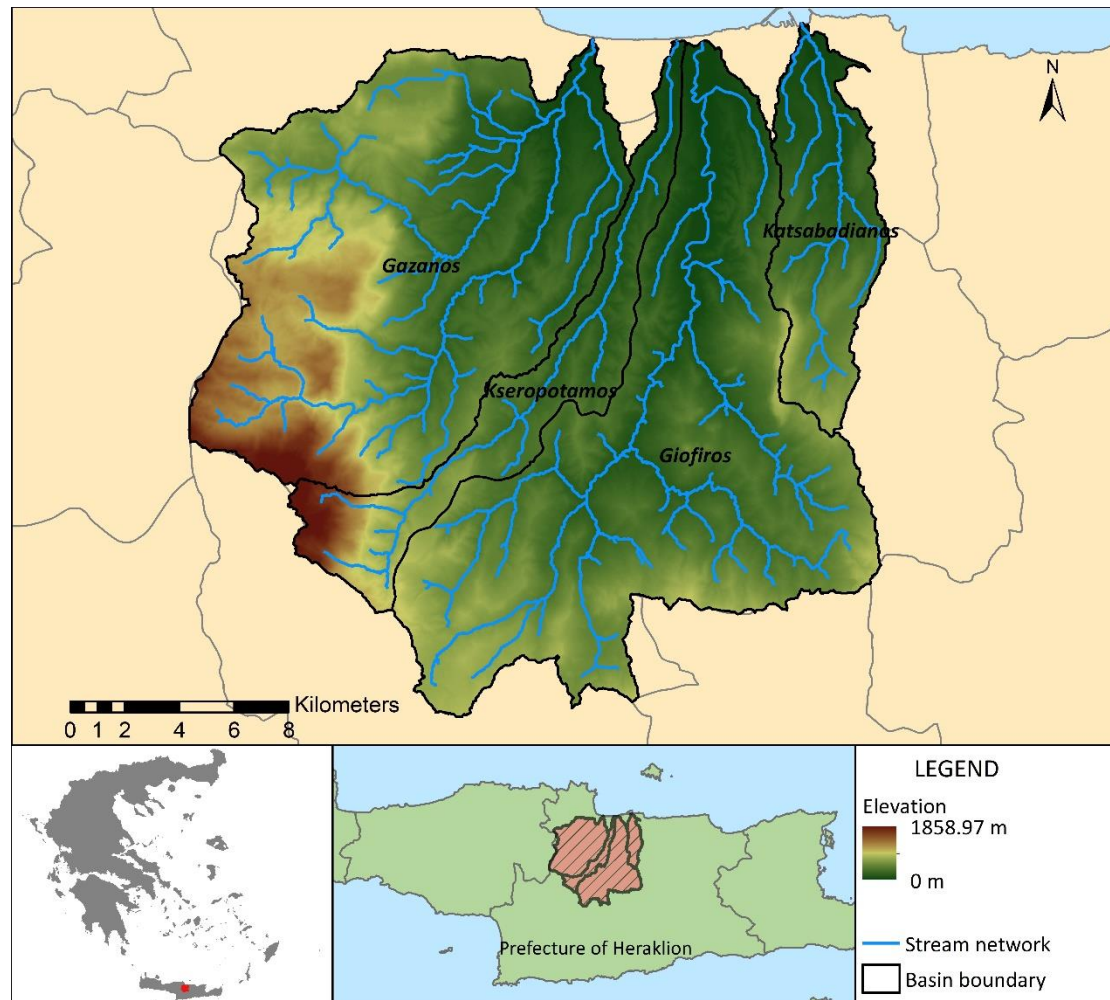 N
Katsabadianos
Gazanos
Kseropotamos
Giofiros
Kilometers
0 1 2 4 6 8
LEGEND
Elevation
1858.97 m
0 m
Stream network
Basin boundary
Prefecture of Heraklion